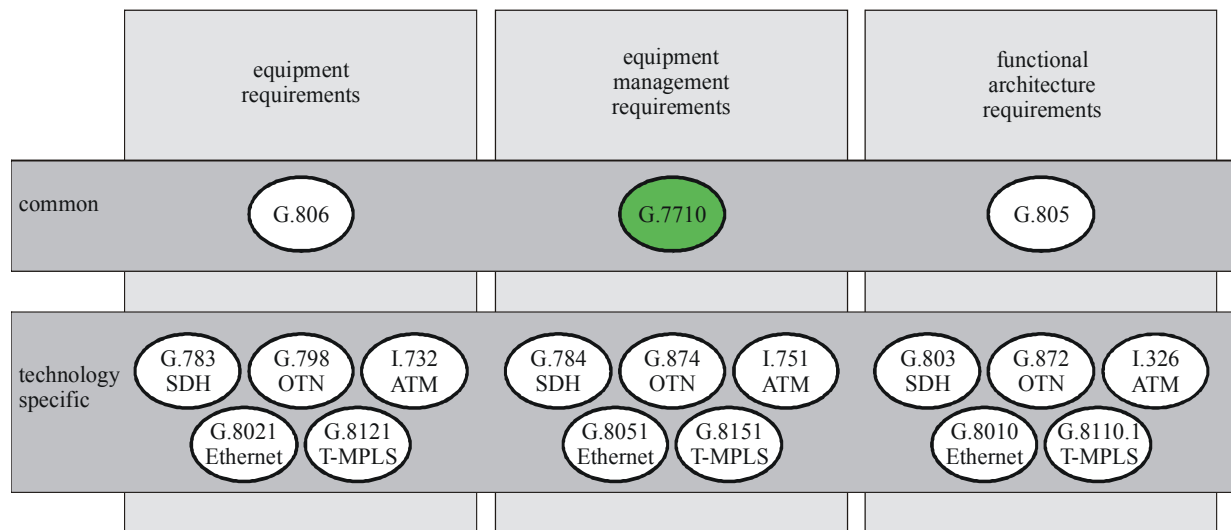 equipment
requirements
equipment
management
requirements
functional
architecture
requirements
common
G.806
G.7710
G.805
technology
specific
G.783
SDH
G.798
OTN
I.732
ATM
G.8021
Ethernet
G.8121
T-MPLS
G.784
SDH
G.874
OTN
I.751
ATM
G.8051
Ethernet
G.8151
T-MPLS
G.803
SDH
G.872
OTN
I.326
ATM
G.8010
Ethernet
G.8110.1
T-MPLS